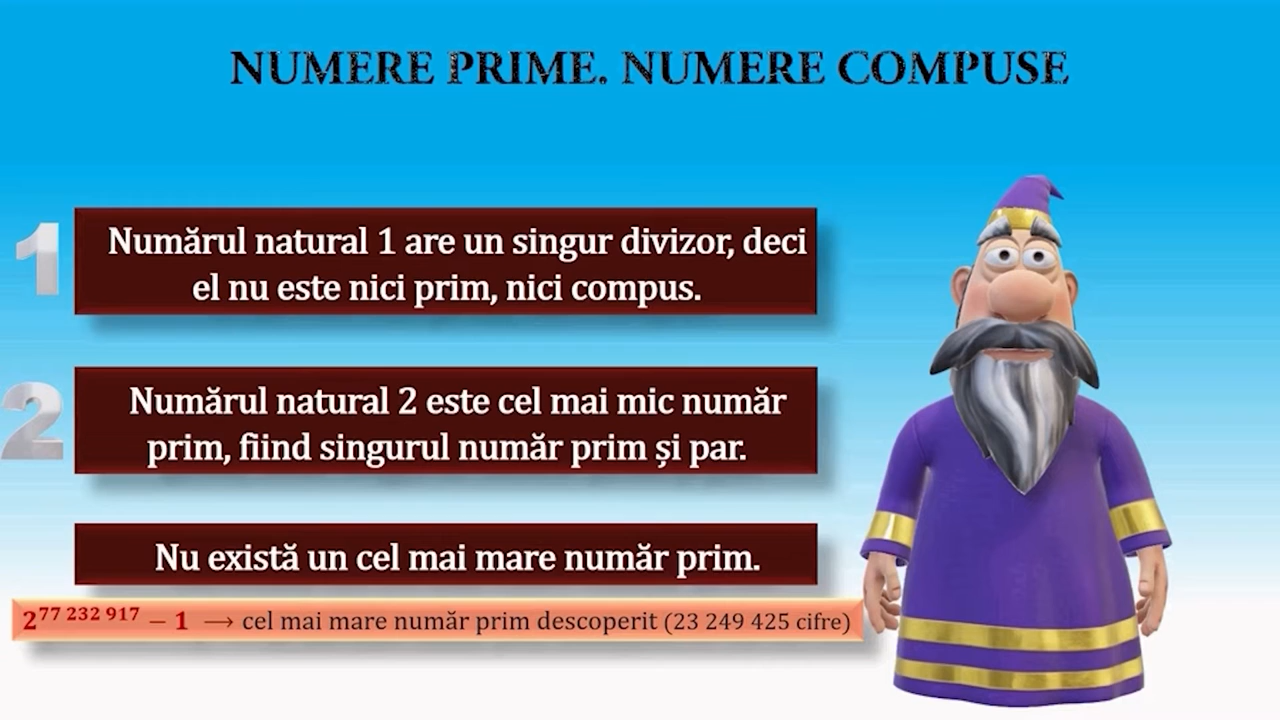 NUMERE PRIME. NUMERE COMPUSE
1
Numărul natural 1 are un singur divizor, deci
el nu este nici prim, nici compus.
2
Numărul natural 2 este cel mai mic număr
prim, fiind singurul număr prim și par.
Nu există un cel mai mare număr prim.
2^77 232 917 − 1 → cel mai mare număr prim descoperit (23 249 425 cifre)